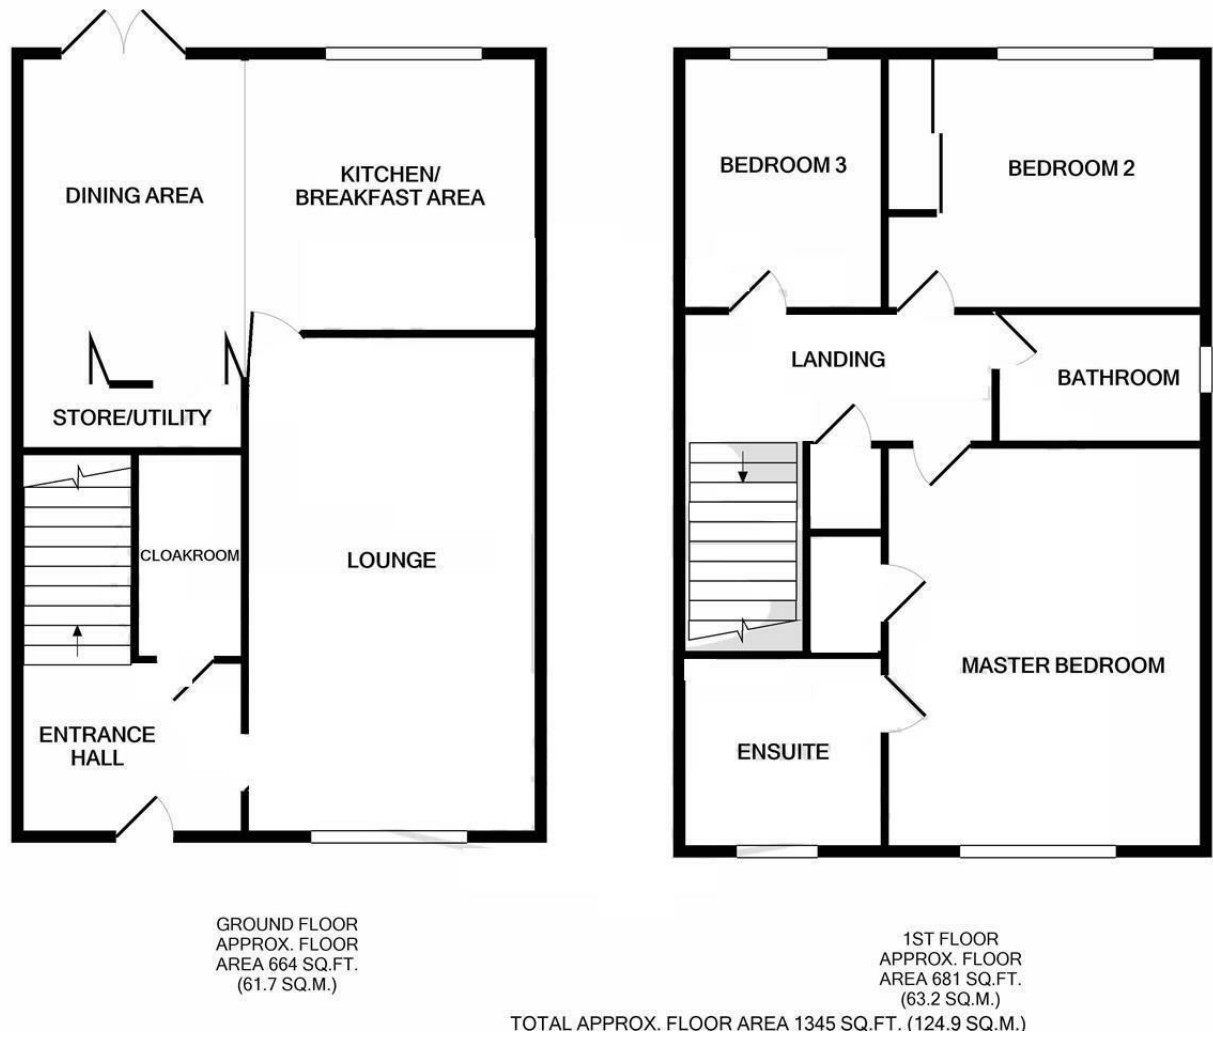 DINING AREA
KITCHEN/
BREAKFAST AREA
STORE/UTILITY
CLOAKROOM
LOUNGE
ENTRANCE
HALL
GROUND FLOOR
APPROX. FLOOR
AREA 664 SQ.FT.
(61.7 SQ.M.)
BEDROOM 3
BEDROOM 2
LANDING
BATHROOM
MASTER BEDROOM
ENSUITE
1ST FLOOR
APPROX. FLOOR
AREA 681 SQ.FT.
(63.2 SQ.M.)
TOTAL APPROX. FLOOR AREA 1345 SQ.FT. (124.9 SQ.M.)